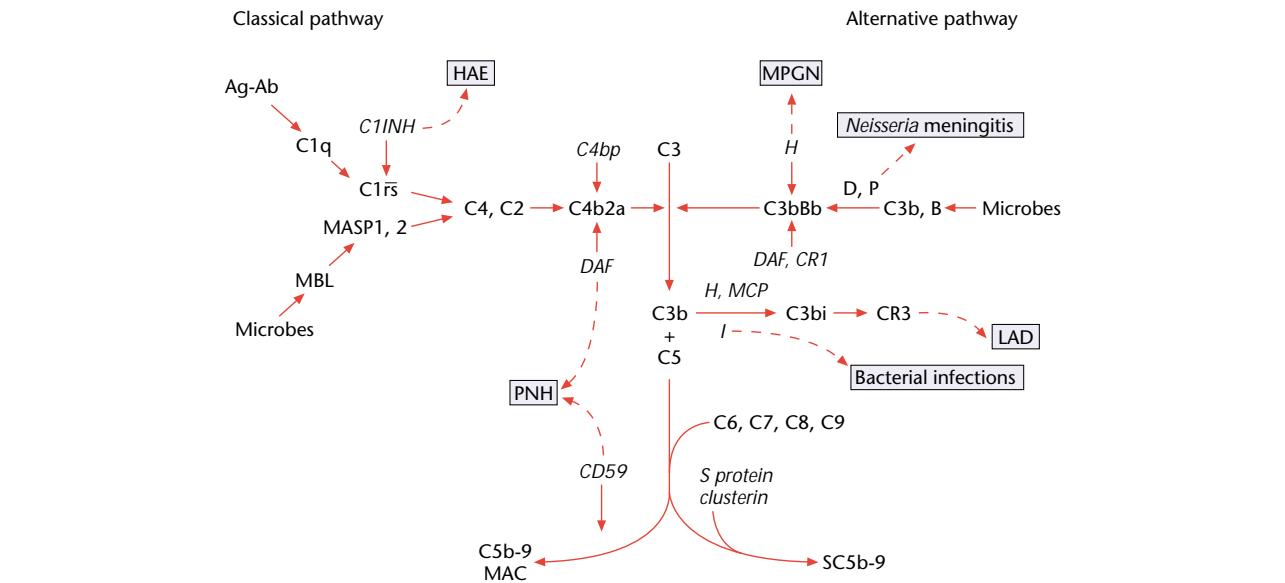 Classical pathway
Alternative pathway
HAE
MPGN
Ag-Ab
C1INH
Neisseria meningitis
C1q
C4bp
C3
H
C1r̅s̅
D, P
C4, C2
C4b2a
C3bBb
C3b, B
Microbes
MASP1, 2
DAF
DAF, CR1
MBL
H, MCP
Microbes
C3b
C3bi
CR3
I
+
LAD
C5
Bacterial infections
PNH
C6, C7, C8, C9
CD59
S protein
clusterin
C5b-9
MAC
SC5b-9